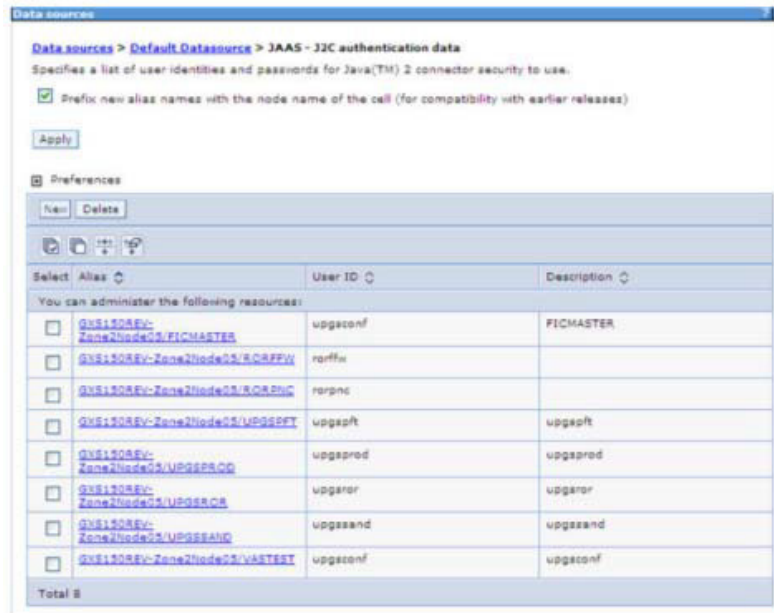 Data sources ?
Data sources > Default Datasource > JAAS - J2C authentication data
Specifies a list of user identities and passwords for Java(TM) 2 connector security to use.
Prefix new alias names with the node name of the cell (for compatibility with earlier releases)
Apply
Preferences
New Delete
Select Alias User ID Description
You can administer the following resources:
GXS150REV- upgsconf FICMASTER
Zone2Node05/FICMASTER
GXS150REV-Zone2Node05/RORFFW rorffw
GXS150REV-Zone2Node05/RORPNC rorpnc
GXS150REV-Zone2Node05/UPGSPFT upgspft upgspft
GXS150REV- upgsprod upgsprod
Zone2Node05/UPGSPROD
GXS150REV- upgsror upgsror
Zone2Node05/UPGSROR
GXS150REV- upgssand upgssand
Zone2Node05/UPGSSAND
GXS150REV-Zone2Node05/VASTEST upgsconf upgsconf
Total 8